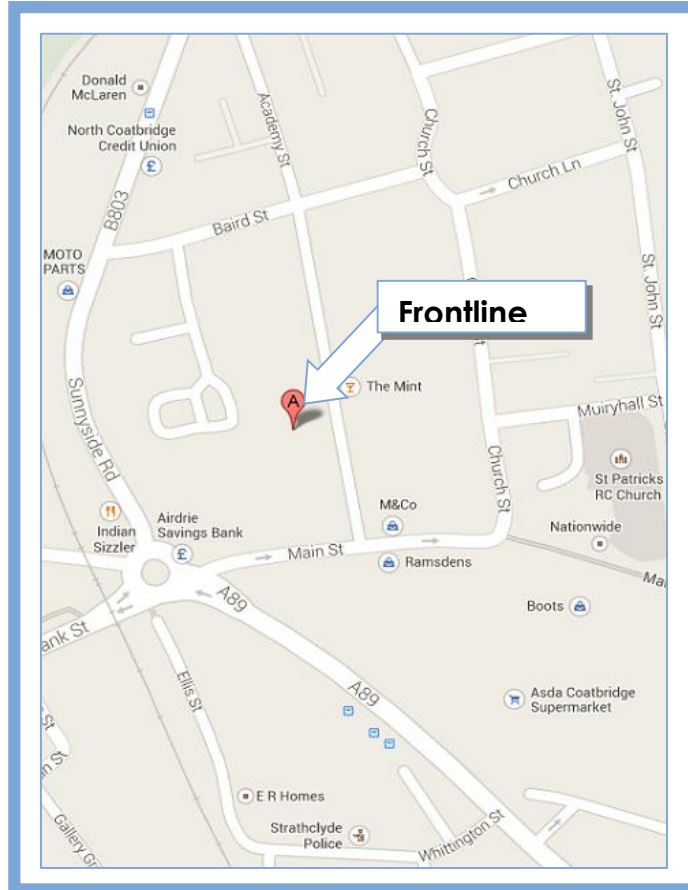 Donald
McLaren
North Coatbridge
Credit Union
£
B803
Academy St
Church St
St. John St
Church Ln
Baird St
MOTO
PARTS
St. John St
Frontline
A
The Mint
Sunnyside Rd
Muiryhall St
St Patricks
RC Church
Church St
M&Co
Indian
Sizzler
Airdrie
Savings Bank
£
Nationwide
Main St
Ramsdens
Boots
A89
Ellis St
A89
Asda Coatbridge
Supermarket
E R Homes
Strathclyde
Police
Whittington St